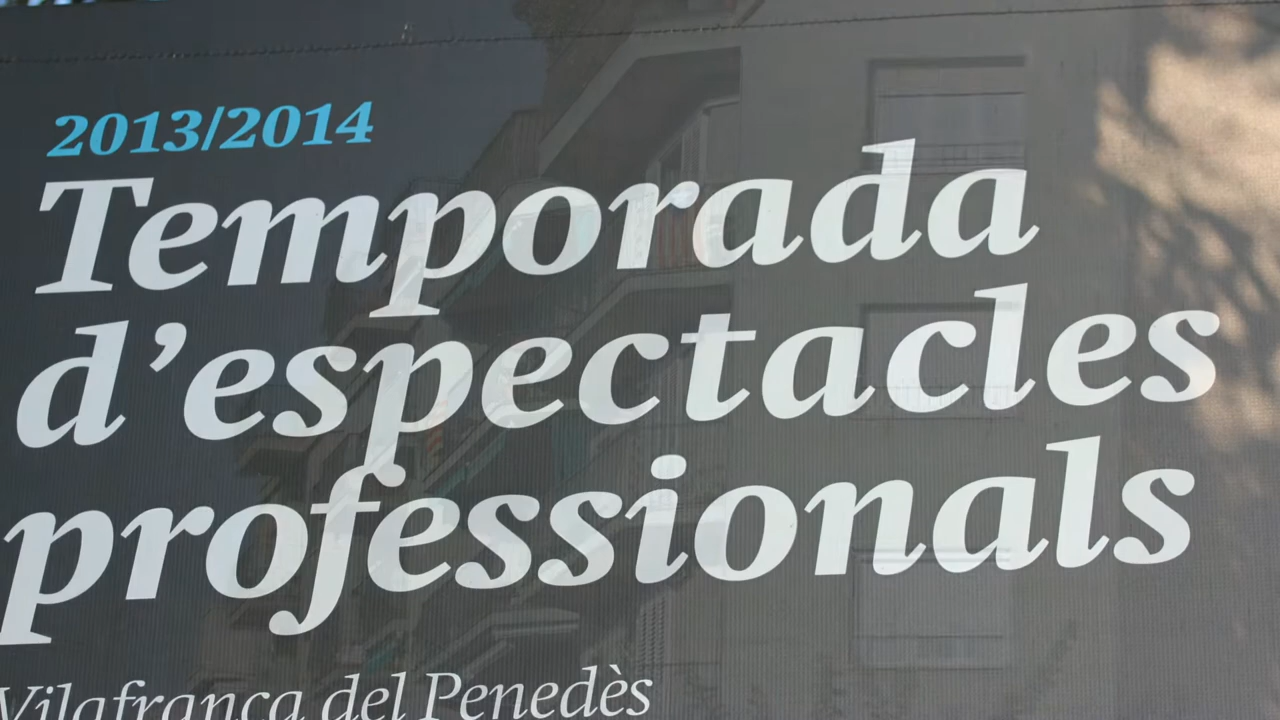 2013/2014
Temporada
d’espectacles
professionals
Vilafranca del Penedès